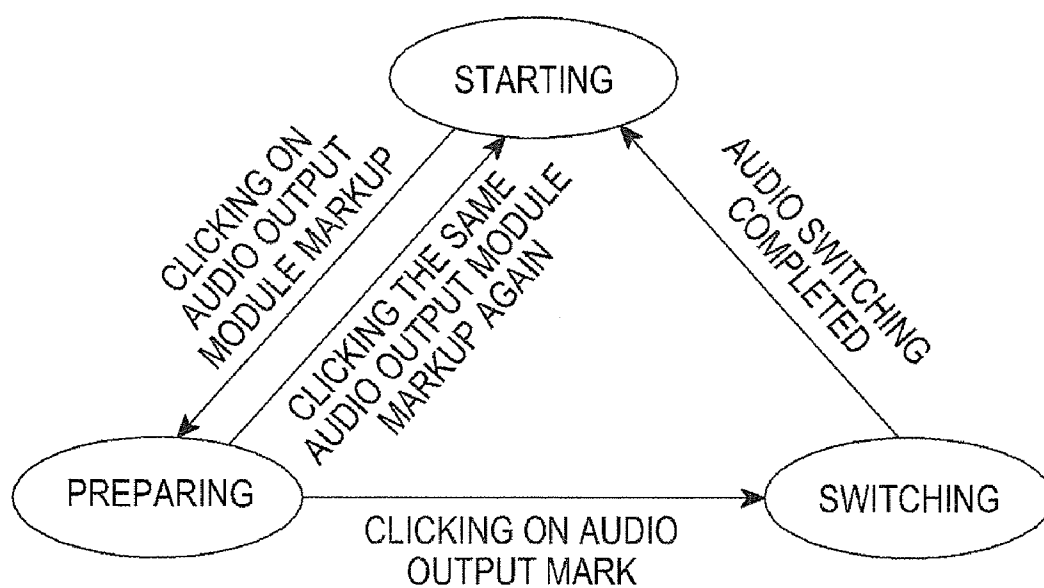 STARTING
CLICKING ON
AUDIO OUTPUT
MODULE MARKUP
CLICKING THE SAME
AUDIO OUTPUT MODULE
MARKUP AGAIN
AUDIO SWITCHING
COMPLETED
PREPARING
SWITCHING
CLICKING ON AUDIO
OUTPUT MARK